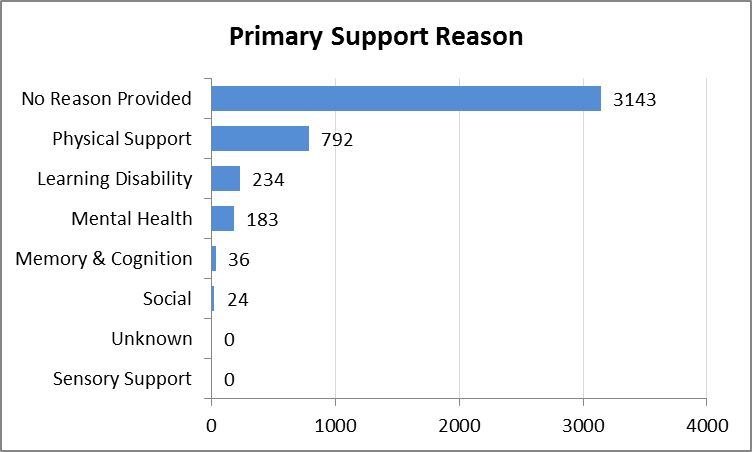 Primary Support Reason
No Reason Provided 3143
Physical Support 792
Learning Disability 234
Mental Health 183
Memory & Cognition 36
Social 24
Unknown 0
Sensory Support 0
0 1000 2000 3000 4000